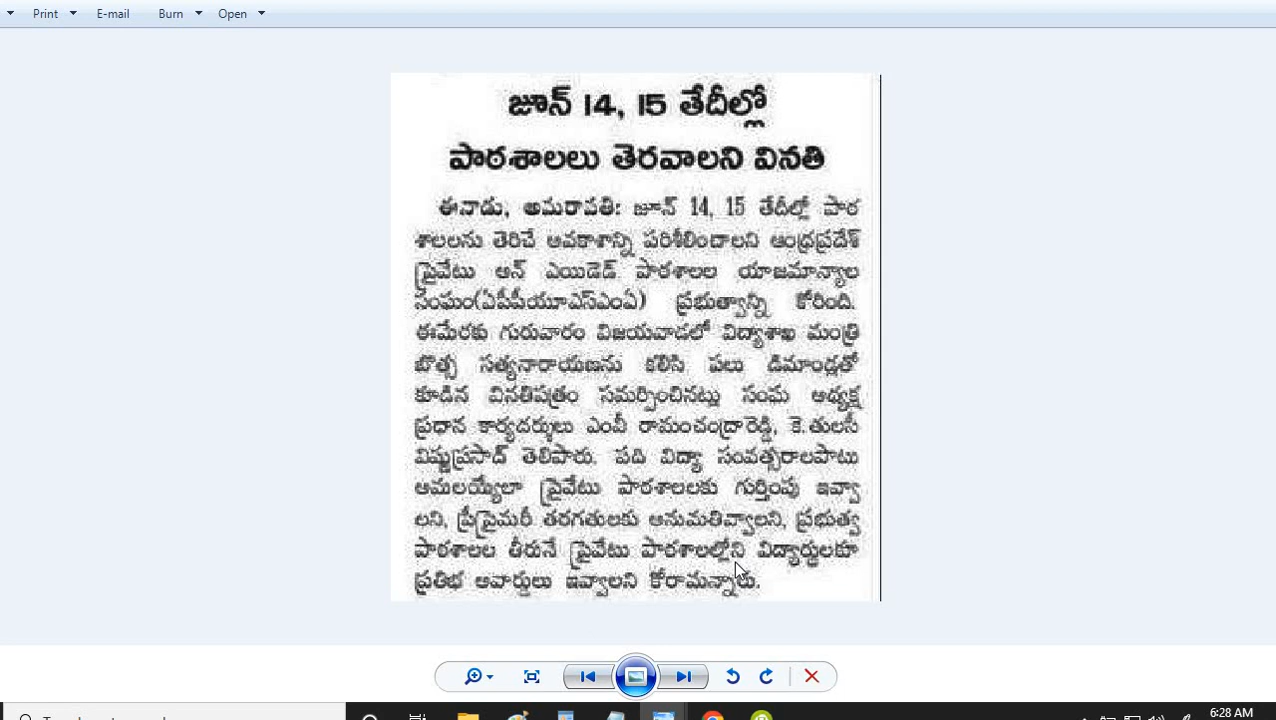 Print E-mail Burn Open
జూన్ 14, 15 తేదీల్లో
పాఠశాలలు తెరవాలని వినతి
ఈనాడు, అమరావతి: జూన్ 14, 15 తేదీల్లో పాఠ
శాలలను తెరిచే అవకాశాన్ని పరిశీలించాలని ఆంధ్రప్రదేశ్
ప్రైవేటు అన్ ఎయిడెడ్ పాఠశాలల యాజమాన్యాల
సంఘం(ఏపీపీయూఎస్ఎంఏ) ప్రభుత్వాన్ని కోరింది.
ఈమేరకు గురువారం విజయవాడలో విద్యాశాఖ మంత్రి
బొత్స సత్యనారాయణను కలిసి పలు డిమాండ్లతో
కూడిన వినతిపత్రం సమర్పించినట్లు సంఘ అధ్యక్ష
ప్రధాన కార్యదర్శులు ఎంవీ రామచంద్రారెడ్డి, కె.తులసీ
విష్ణుప్రసాద్ తెలిపారు. పది విద్యా సంవత్సరాలపాటు
అమలయ్యేలా ప్రైవేటు పాఠశాలలకు గుర్తింపు ఇవ్వా
లని, ప్రీప్రైమరీ తరగతులకు అనుమతివ్వాలని, ప్రభుత్వ
పాఠశాలల తీరునే ప్రైవేటు పాఠశాలల్లోని విద్యార్థులకూ
ప్రతిభ అవార్డులు ఇవ్వాలని కోరామన్నారు.
6:28 AM